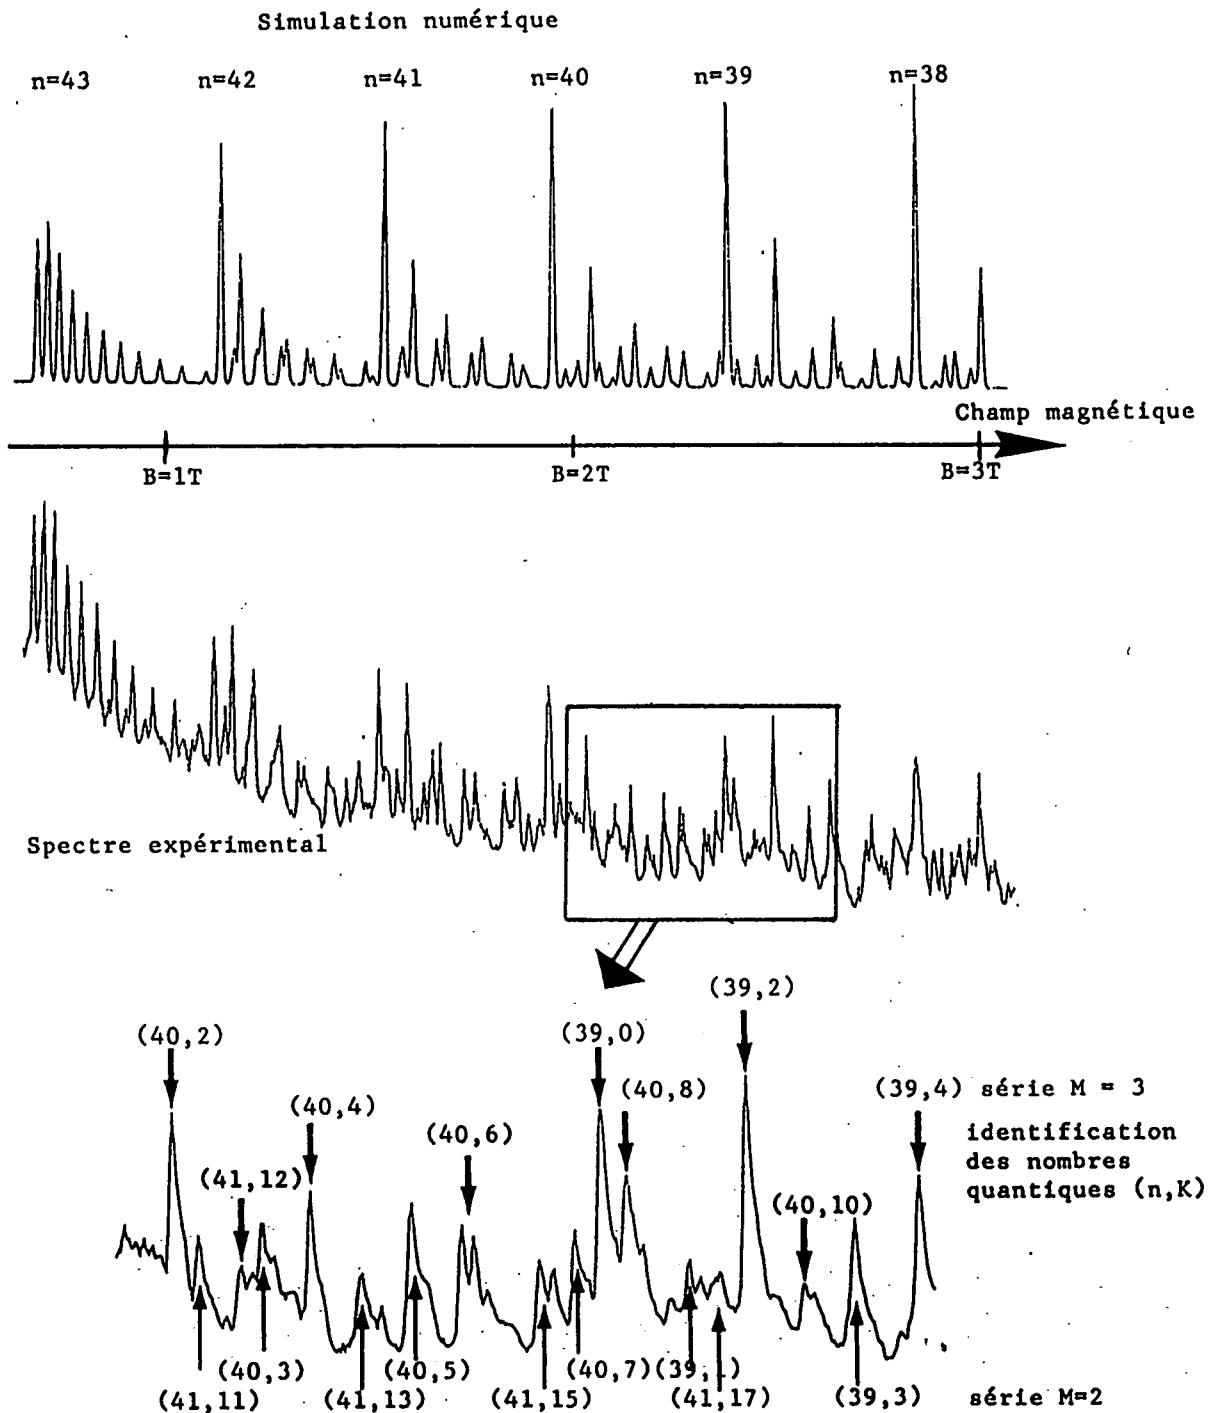 Simulation numérique
n=43 n=42 n=41 n=40 n=39 n=38
Champ magnétique
B=1T B=2T B=3T
Spectre expérimental
(39,2)
(40,2) (39,0)
(40,4) (40,8) (39,4) série M = 3
(40,6) identification
des nombres
(41,12) quantiques (n,K)
(40,10)
(40,3) (40,5) (40,7) (39,1)
(41,11) (41,13) (41,15) (41,17) (39,3) série M=2